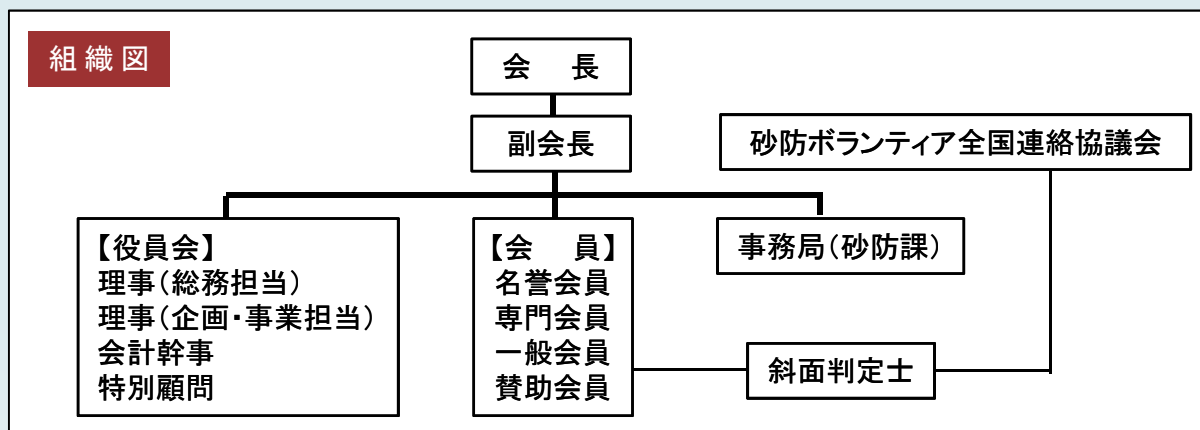 組織図
会　長
副会長
砂防ボランティア全国連絡協議会
【役員会】
理事（総務担当）
理事（企画・事業担当）
会計幹事
特別顧問
【会　員】
名誉会員
専門会員
一般会員
賛助会員
事務局（砂防課）
斜面判定士